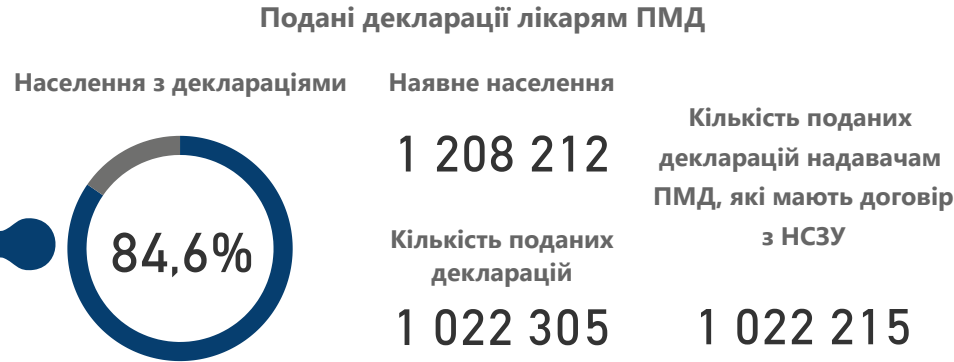 Подані декларації лікарям ПМД
Населення з деклараціями
84,6%
Наявне населення
1 208 212
Кількість поданих
декларацій
1 022 305
Кількість поданих
декларацій надавачам
ПМД, які мають договір
з НСЗУ
1 022 215